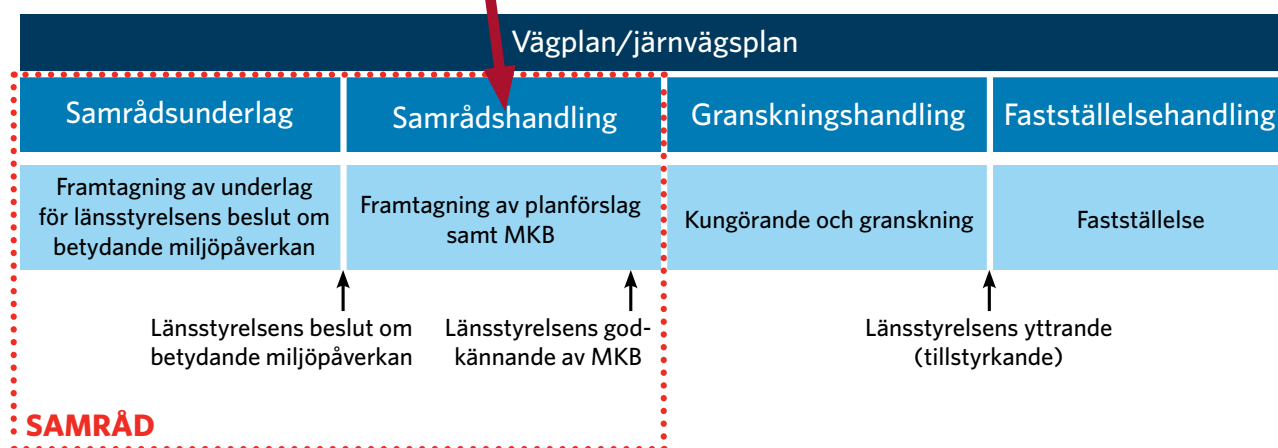 Vägplan/järnvägsplan
Samrådsunderlag
Samrådshandling
Granskningshandling
Fastställelsehandling
Framtagning av underlag
för länsstyrelsens beslut om
betydande miljöpåverkan
Framtagning av planförslag
samt MKB
Kungörande och granskning
Fastställelse
Länsstyrelsens beslut om
betydande miljöpåverkan
Länsstyrelsens god-
kännande av MKB
Länsstyrelsens yttrande
(tillstyrkande)
SAMRÅD